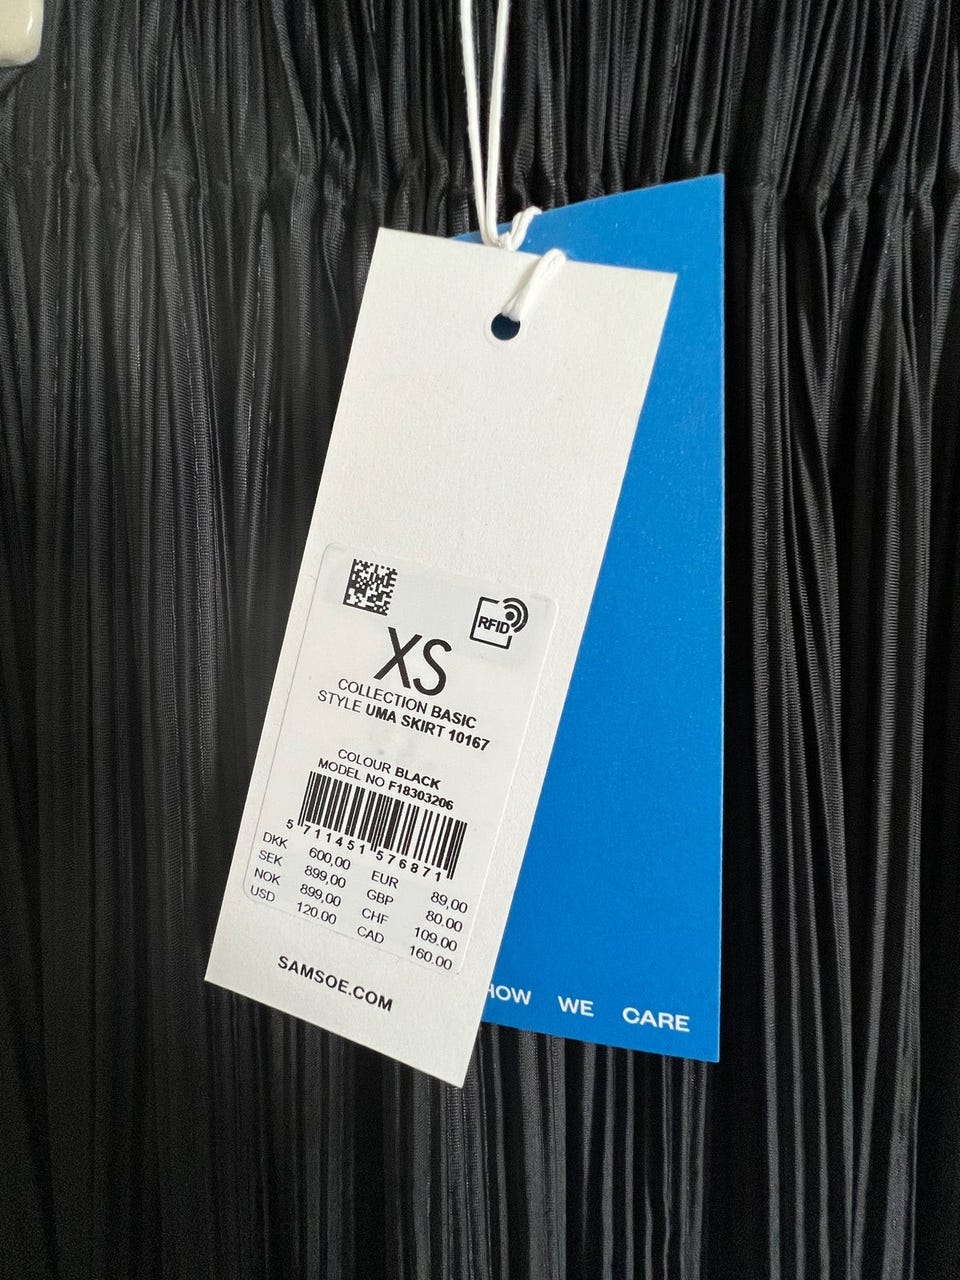 RFID
XS
COLLECTION BASIC
STYLE UMA SKIRT 10167
COLOUR BLACK
MODEL NO F18303206
5 711451 576871
DKK 600,00 EUR 89,00
SEK 899,00 GBP 80.00
NOK 899,00 CHF 109.00
USD 120.00 CAD 160.00
SAMSOE.COM
HOW WE CARE